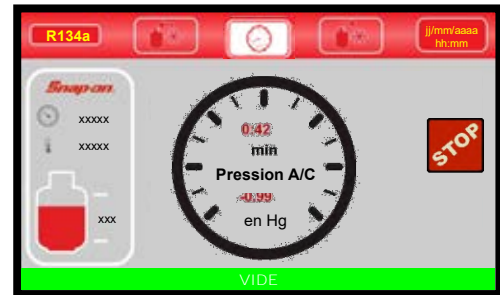 R134a
jj/mm/aaaa
hh:mm
Snap-on
xxxxx
xxxxx
xxx
0:42
min
Pression A/C
-0.99
en Hg
STOP
VIDE